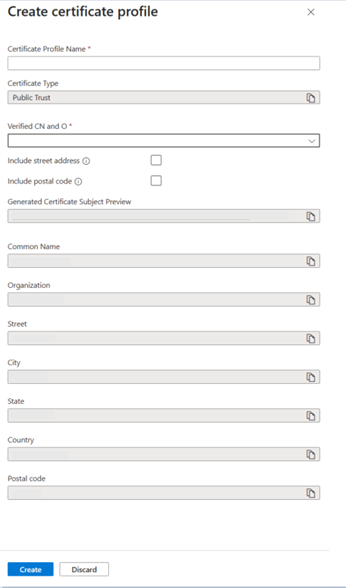 Create certificate profile
Certificate Profile Name *
Certificate Type
Public Trust
Verified CN and O *
Include street address
Include postal code
Generated Certificate Subject Preview
Common Name
Organization
Street
City
State
Country
Postal code
Create Discard